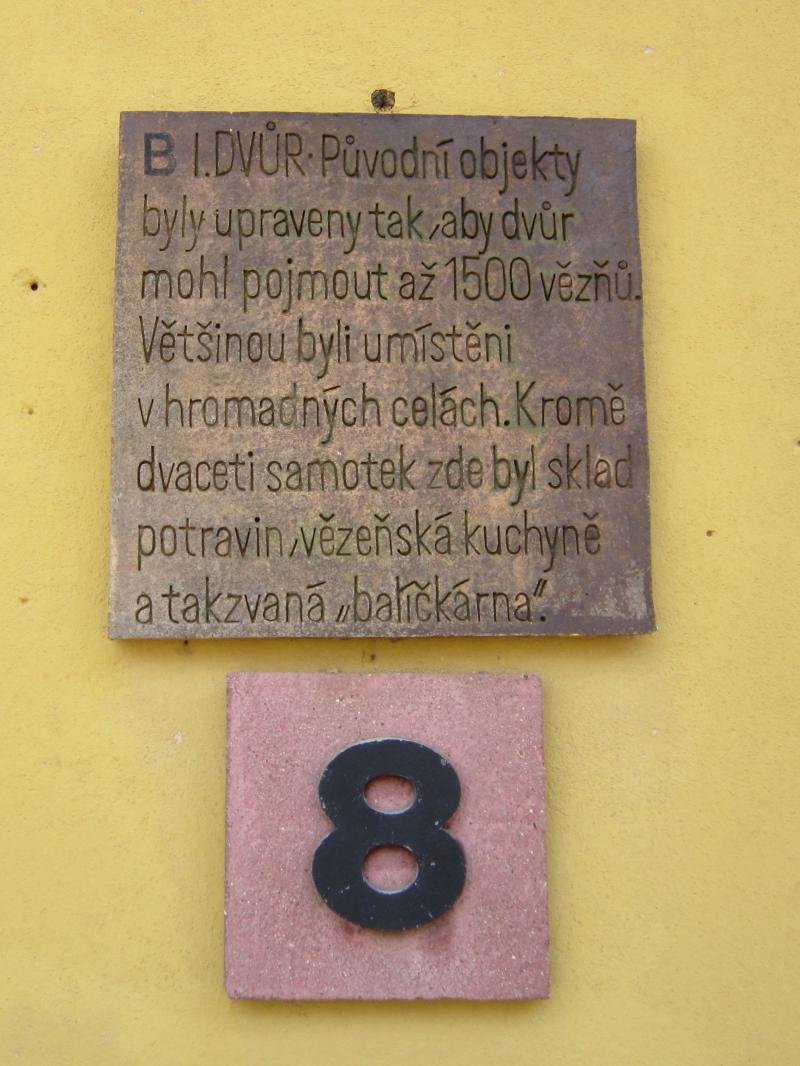 B I.DVŮR·Původní objekty
byly upraveny tak, aby dvůr
mohl pojmout až 1500 vězňů.
Většinou byli umístěni
v hromadných celách. Kromě
dvaceti samotek zde byl sklad
potravin, vězeňská kuchyně
a takzvaná „balíčkárna“.
8